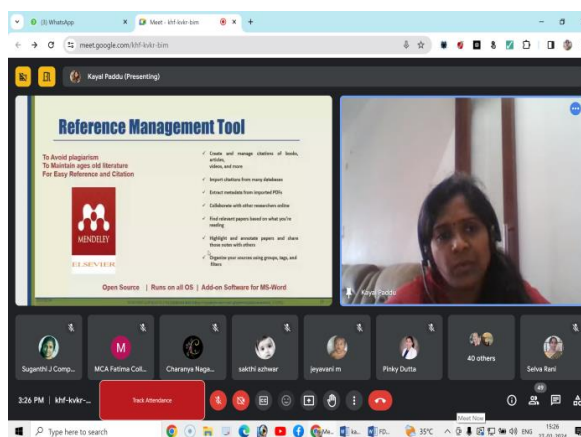 (3) WhatsApp
Meet - khf-kvkr-bim
meet.google.com/khf-kvkr-bim
Kayal Paddu (Presenting)
Reference Management Tool
To Avoid plagiarism
To Maintain ages old literature
For Easy Reference and Citation
MENDELEY
ELSEVIER
✓ Create and manage citations of books, articles,
videos, and more
✓ Import citations from many databases
✓ Extract metadata from imported PDFs
✓ Collaborate with other researchers online
✓ Find relevant papers based on what you're
reading
✓ Highlight and annotate papers and share
those notes with others
✓ Organize your sources using groups, tags, and
filters
Open Source | Runs on all OS | Add-on Software for MS-Word
Kayal Paddu
Suganthi J Comp...
M
MCA Fatima Coll...
Charanya Naga...
sakthi azhwar
jeyavani m
Pinky Dutta
40 others
Selva Rani
3:26 PM | khf-kvkr-...
Track Attendance
49
Meet Now
Type here to search
35°C
ENG
15:26